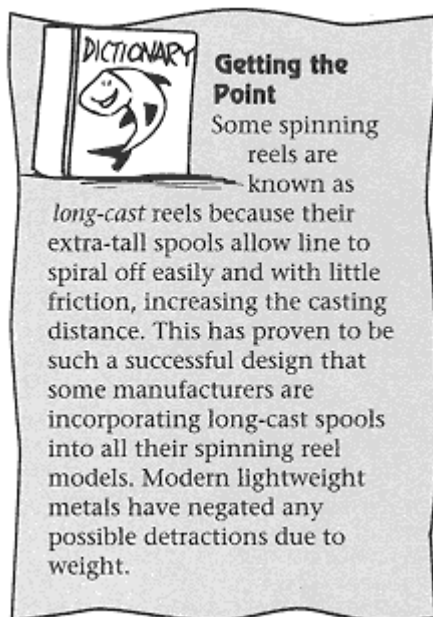 DICTIONARY
Getting the
Point
Some spinning
reels are
known as
long-cast reels because their
extra-tall spools allow line to
spiral off easily and with little
friction, increasing the casting
distance. This has proven to be
such a successful design that
some manufacturers are
incorporating long-cast spools
into all their spinning reel
models. Modern lightweight
metals have negated any
possible detractions due to
weight.